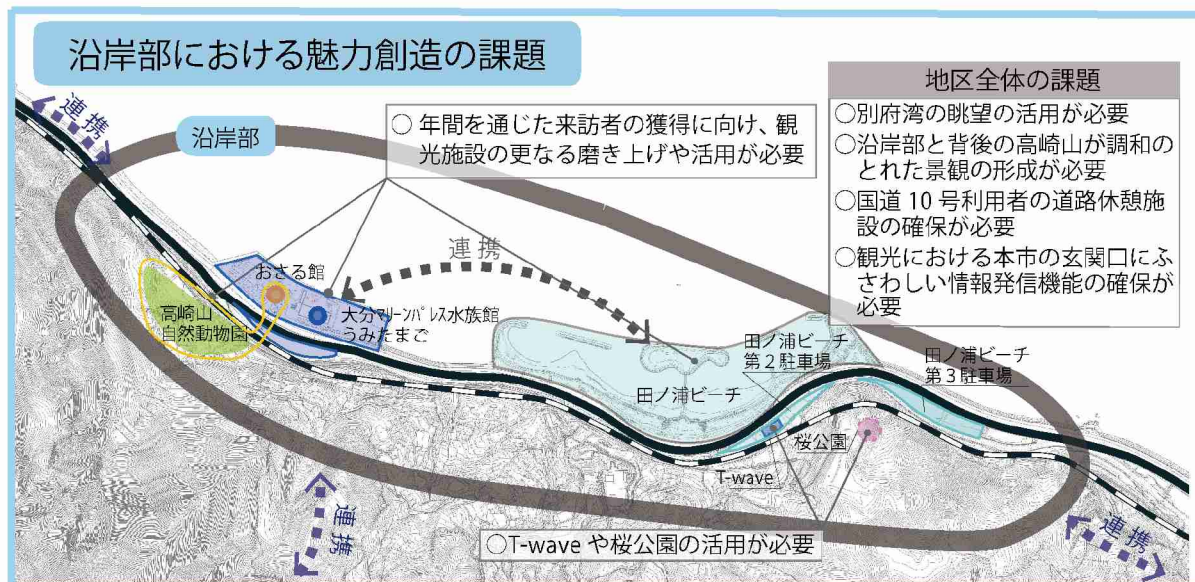 沿岸部における魅力創造の課題
連携
沿岸部
○ 年間を通じた来訪者の獲得に向け、観
光施設の更なる磨き上げや活用が必要
地区全体の課題
○別府湾の眺望の活用が必要
○沿岸部と背後の高崎山が調和の
とれた景観の形成が必要
○国道10号利用者の道路休憩施
設の確保が必要
○観光における本市の玄関口に
ふさわしい情報発信機能の確保が
必要
連携
おさる館
高崎山
自然動物園
大分マリーンパレス水族館
うみたまご
田ノ浦ビーチ
第2駐車場
田ノ浦ビーチ
第3駐車場
田ノ浦ビーチ
桜公園
T-wave
連携
○T-waveや桜公園の活用が必要
連携